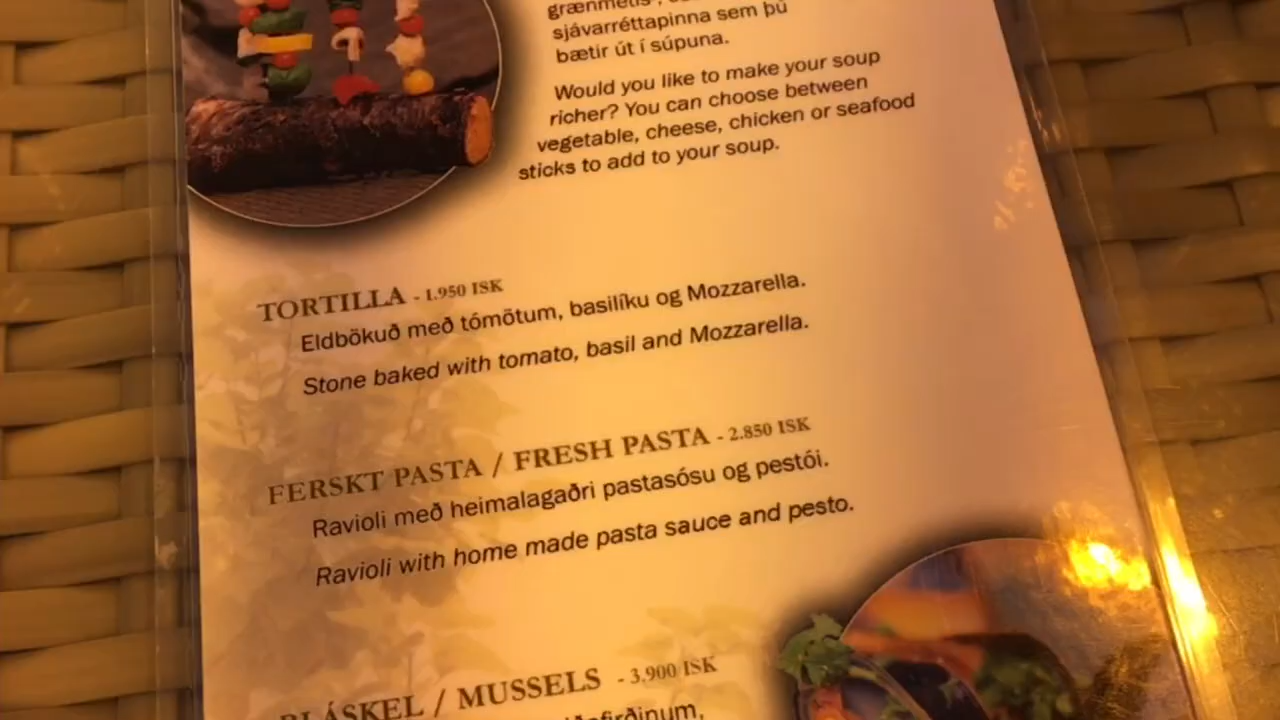 sjávarréttapinna sem þú
bætir út í súpuna.
Would you like to make your soup
richer? You can choose between
vegetable, cheese, chicken or seafood
sticks to add to your soup.
TORTILLA - 1.950 ISK
Eldbökuð með tómötum, basilíku og Mozzarella.
Stone baked with tomato, basil and Mozzarella.
FERSKT PASTA / FRESH PASTA - 2.850 ISK
Ravioli með heimalagaðri pastasósu og pestói.
Ravioli with home made pasta sauce and pesto.
BLÁSKEL / MUSSELS - 3,900 ISK